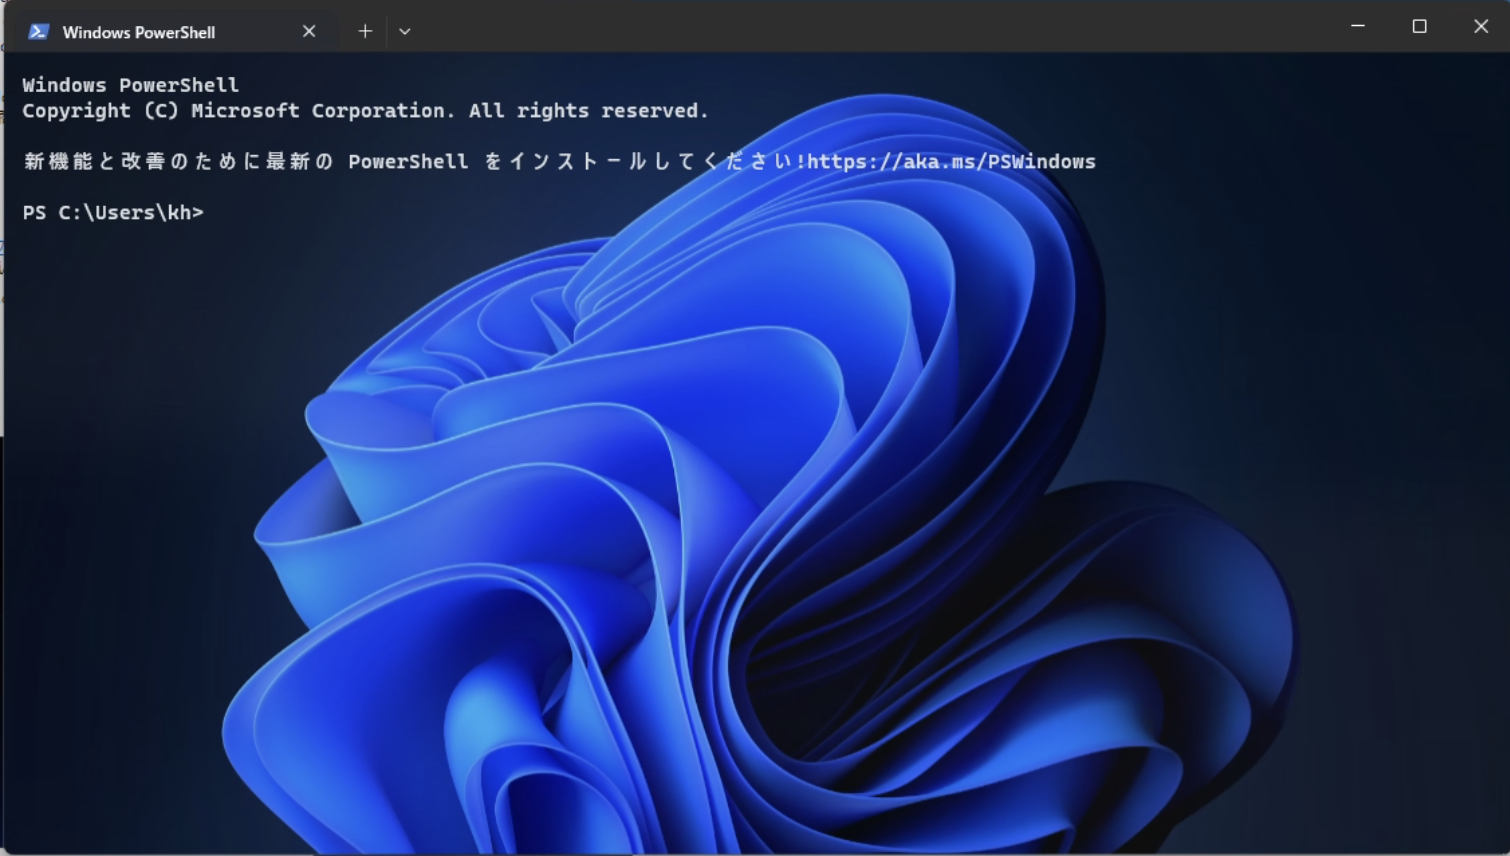 Windows PowerShell
Windows PowerShell
Copyright (C) Microsoft Corporation. All rights reserved.
新機能と改善のために最新の PowerShell をインストールしてください!https://aka.ms/PSWindows
PS C:\Users\kh>